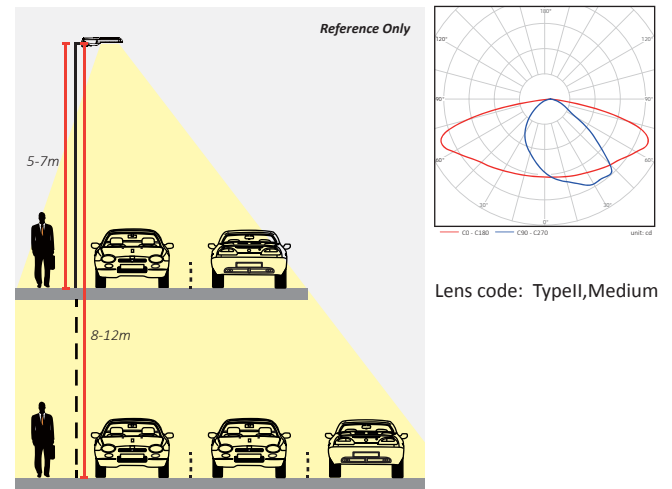 Reference Only
5-7m
8-12m
180°
120°
120°
90°
90°
60°
60°
30°
30°
0°
C0 - C180
C90 - C270
unit: cd
Lens code: TypeII,Medium